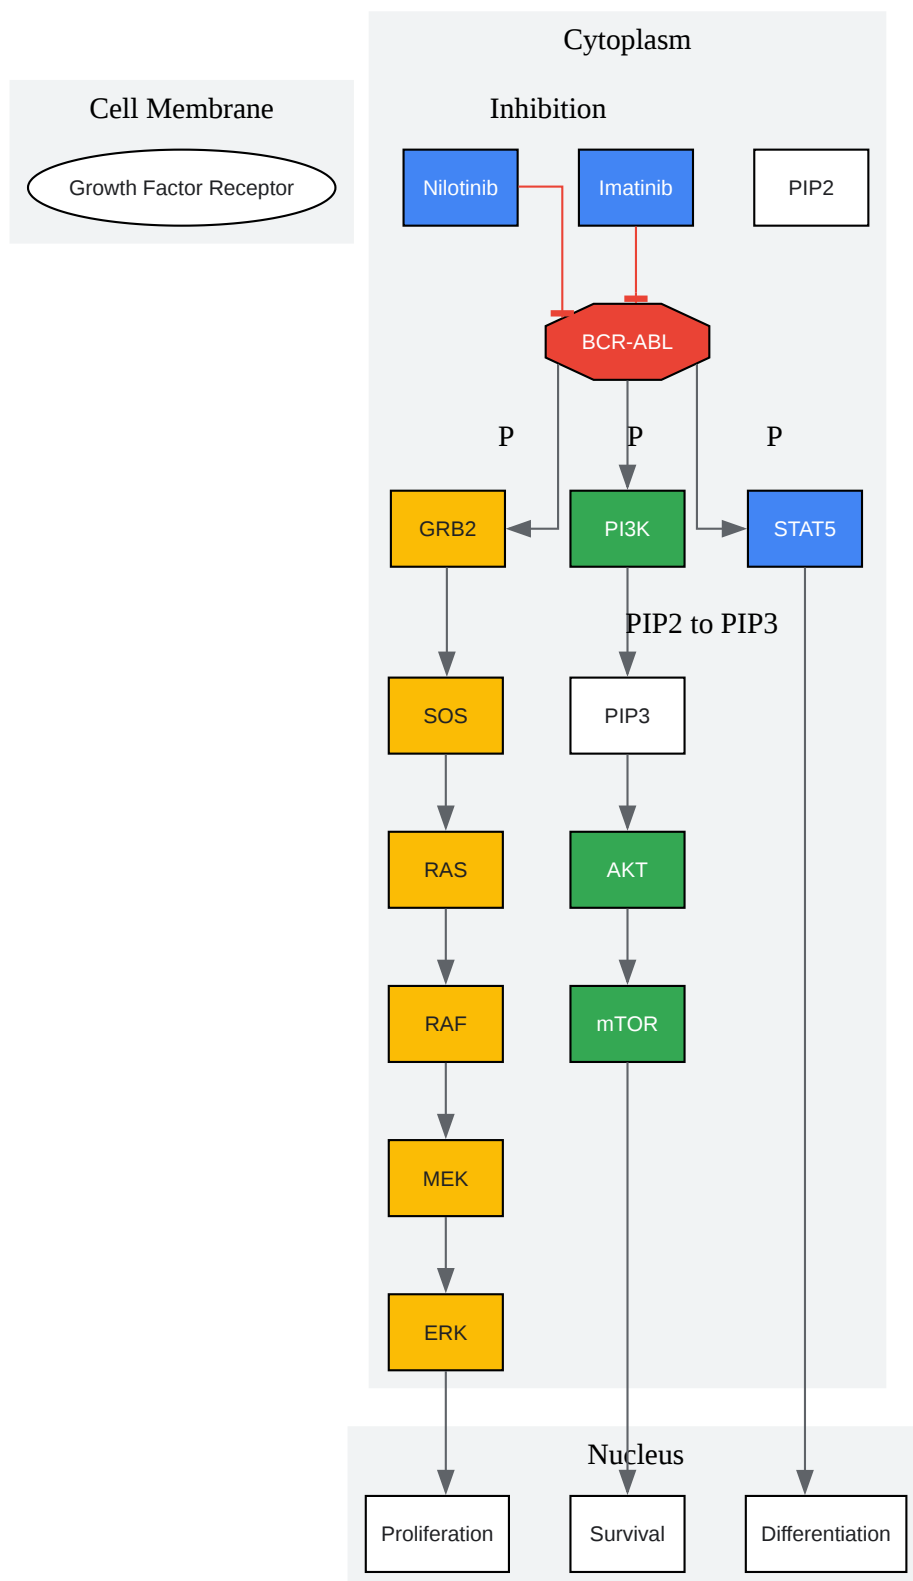 Cytoplasm
Cell Membrane
Inhibition
Growth Factor Receptor
Nilotinib
Imatinib
PIP2
BCR-ABL
P
P
P
GRB2
PI3K
STAT5
PIP2 to PIP3
SOS
PIP3
RAS
AKT
RAF
mTOR
MEK
ERK
Nucleus
Proliferation
Survival
Differentiation